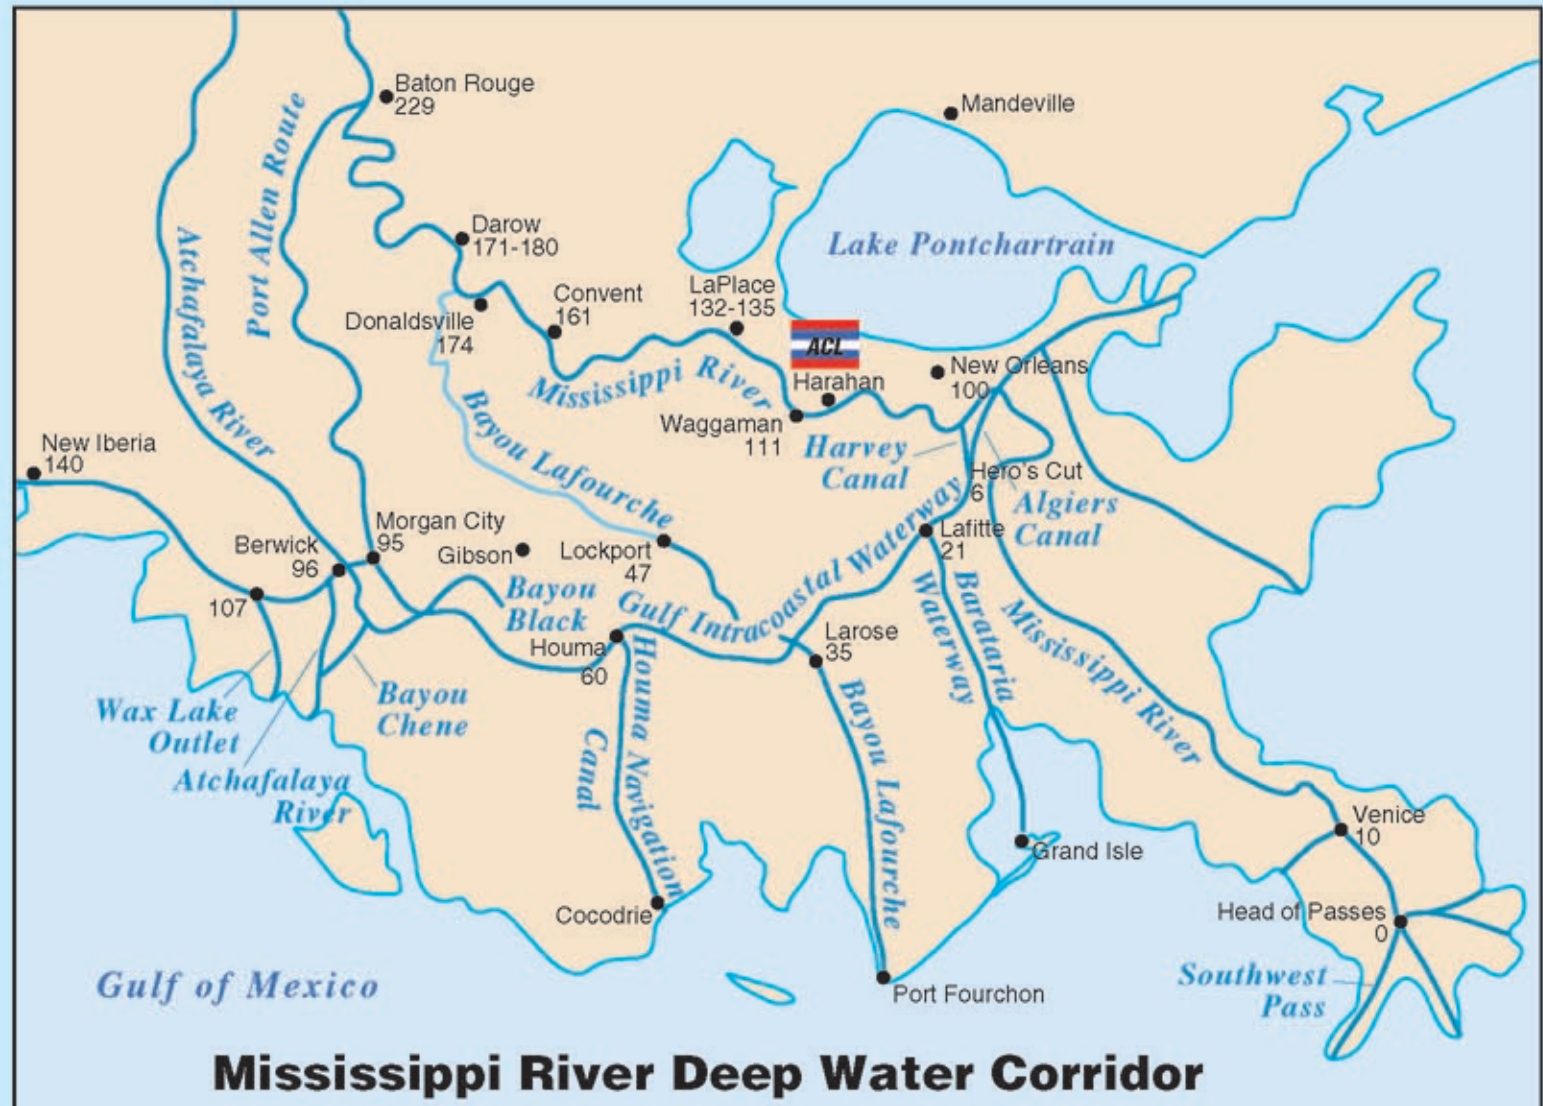 Baton Rouge
229
Mandeville
Port Allen Route
Atchafalaya River
Darow
171-180
Lake Pontchartrain
Donaldsville
174
Convent
161
LaPlace
132-135
ACL
Harahan
New Orleans
100
Mississippi River
Waggaman
111
Bayou Lafourche
Harvey
Canal
Hero's Cut
6
Algiers
Canal
New Iberia
140
Morgan City
95
Berwick
96
107
Gibson
Lockport
47
Lafitte
21
Bayou
Black
Gulf Intracoastal Waterway
Houma
60
Larose
35
Barataria
Waterway
Mississippi River
Wax Lake
Outlet
Bayou
Chene
Atchafalaya
River
Houma Navigation
Canal
Bayou Lafourche
Cocodrie
Grand Isle
Venice
10
Head of Passes
0
Southwest
Pass
Port Fourchon
Gulf of Mexico
Mississippi River Deep Water Corridor